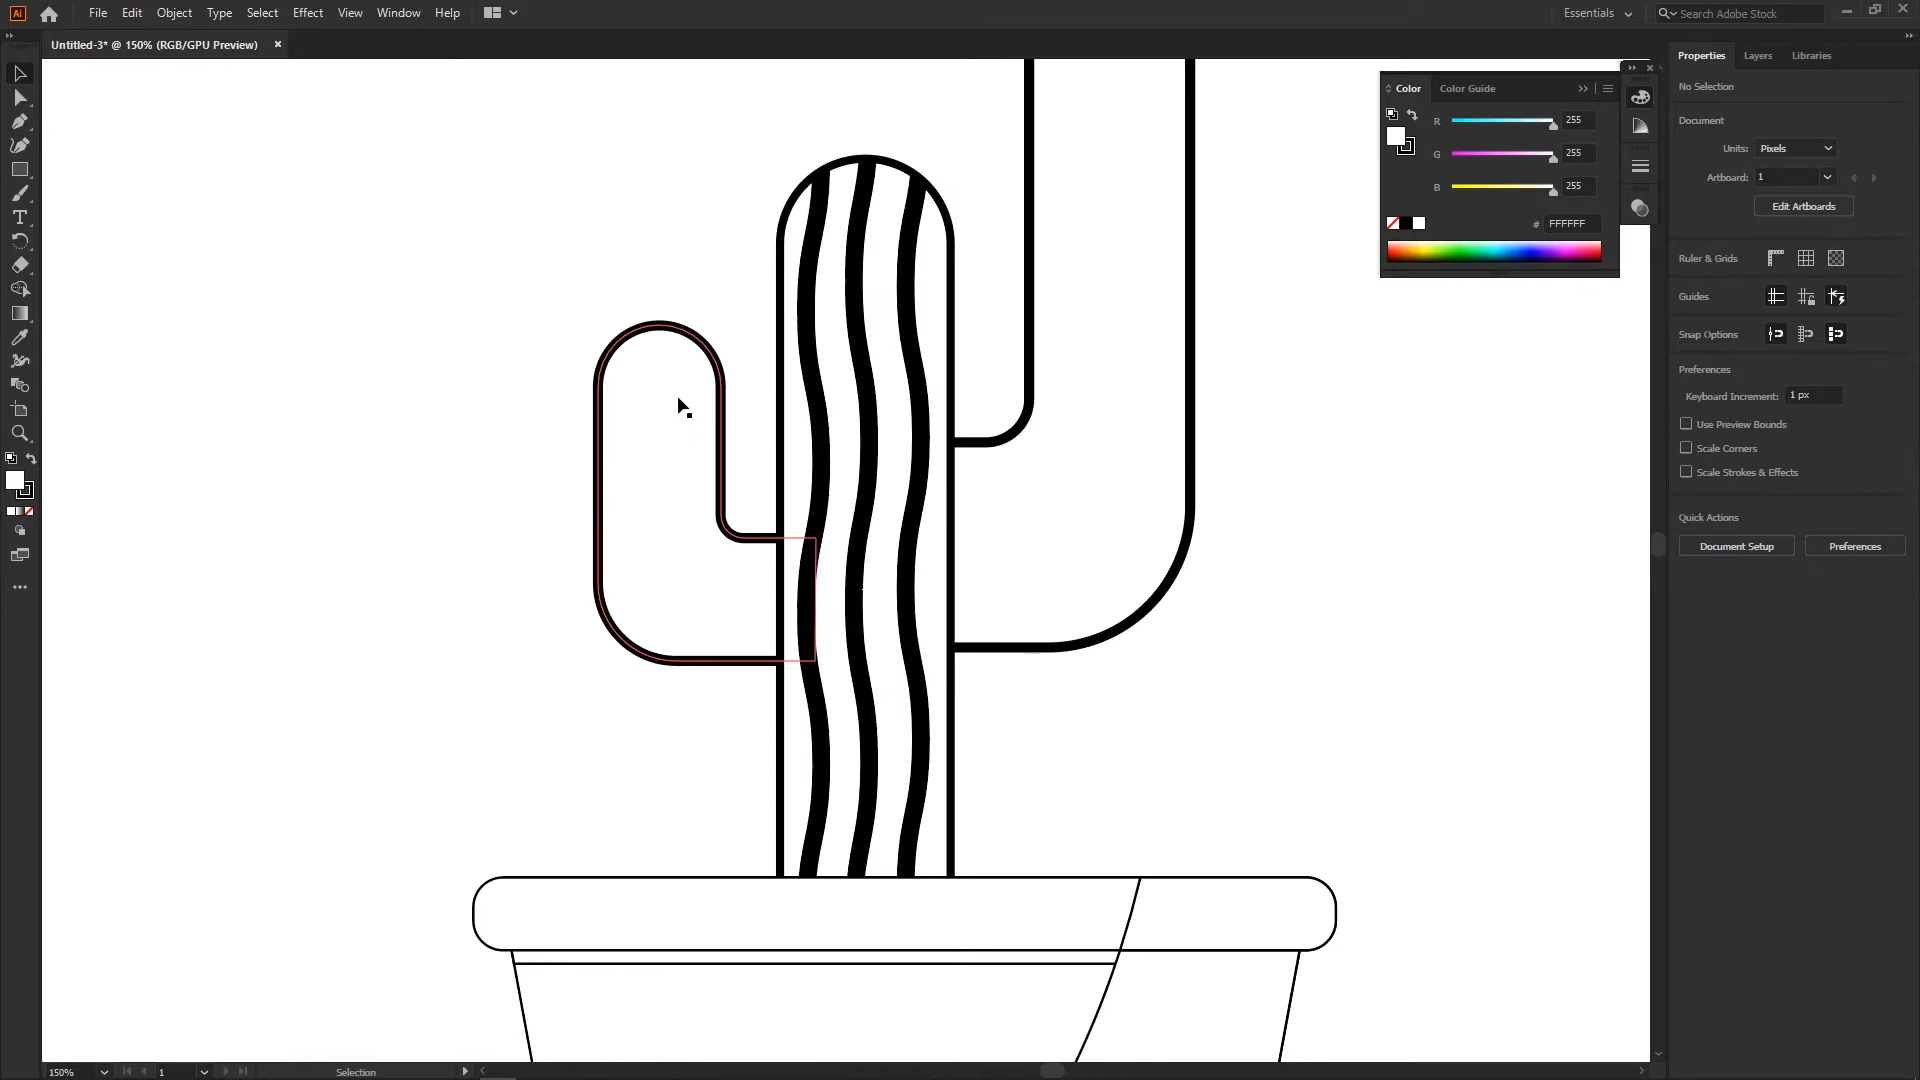 Ai File Edit Object Type Select Effect View Window Help Essentials Search Adobe Stock
Untitled-3* @ 150% (RGB/GPU Preview)
Properties Layers Libraries
No Selection
Color Color Guide
R 255
G 255
B 255
# FFFFFF
Document
Units: Pixels
Artboard: 1
Edit Artboards
Ruler & Grids
Guides
Snap Options
Preferences
Keyboard Increment: 1 px
Use Preview Bounds
Scale Corners
Scale Strokes & Effects
Quick Actions
Document Setup Preferences
150% 1 Selection